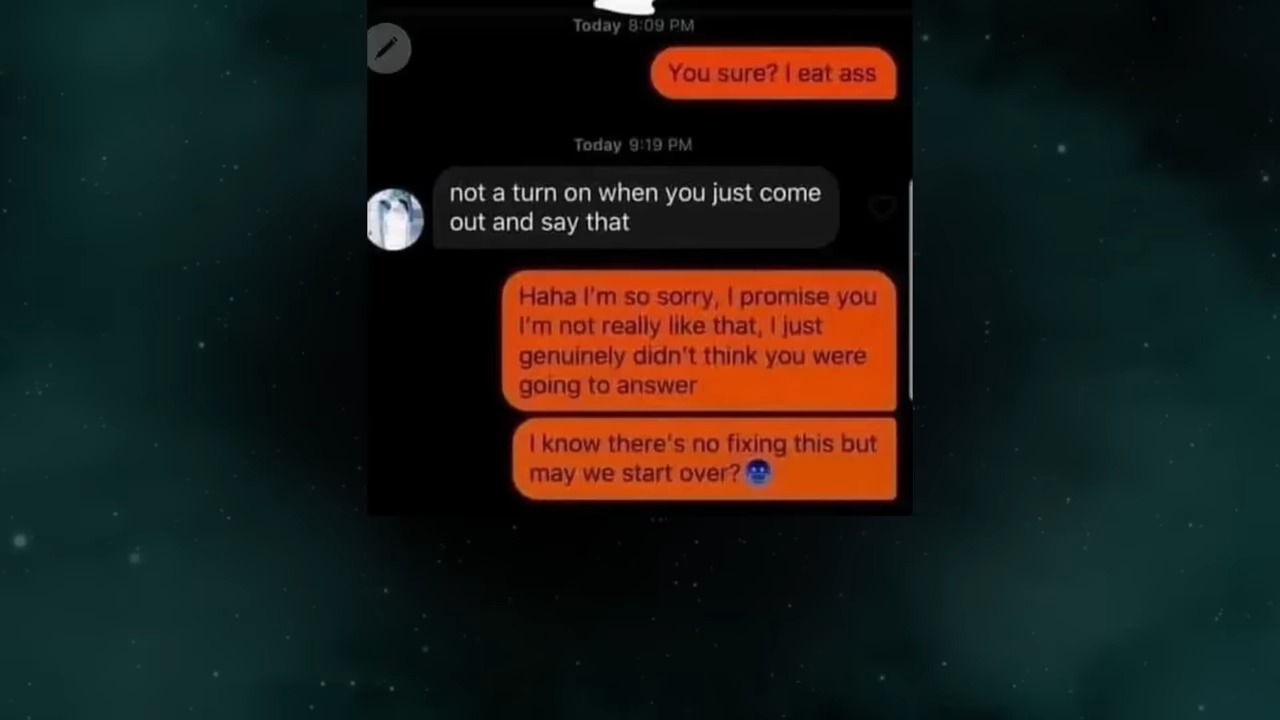 Today 8:09 PM
You sure? I eat ass
Today 9:19 PM
not a turn on when you just come
out and say that
Haha I'm so sorry, I promise you
I'm not really like that, I just
genuinely didn't think you were
going to answer
I know there's no fixing this but
may we start over?